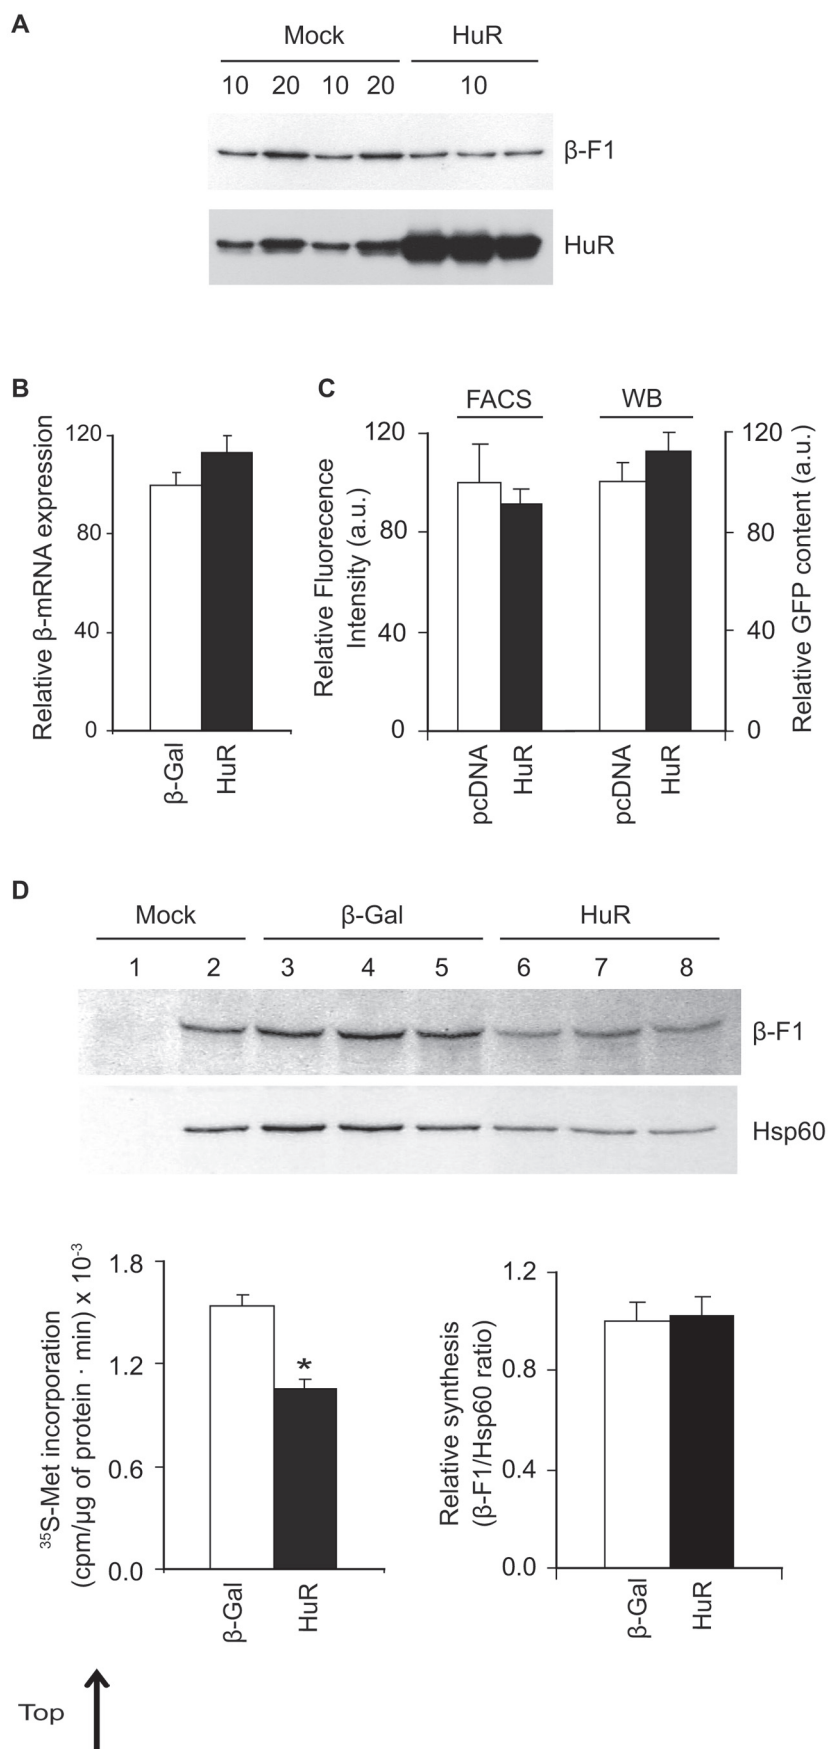 A
Mock HuR
10 20 10 20 10
β-F1
HuR
B
Relative β-mRNA expression
120
80
40
0
β-Gal
HuR
C
FACS WB
Relative Fluorecence
Intensity (a.u.)
120
80
40
0
pcDNA
HuR
pcDNA
HuR
120
80
40
0
Relative GFP content (a.u.)
D
Mock β-Gal HuR
1 2 3 4 5 6 7 8
β-F1
Hsp60
³⁵S-Met incorporation
(cpm/µg of protein · min) x 10⁻³
1.8
1.2
0.6
0.0
*
β-Gal
HuR
Relative synthesis
(β-F1/Hsp60 ratio)
1.2
0.8
0.4
0.0
β-Gal
HuR
Top